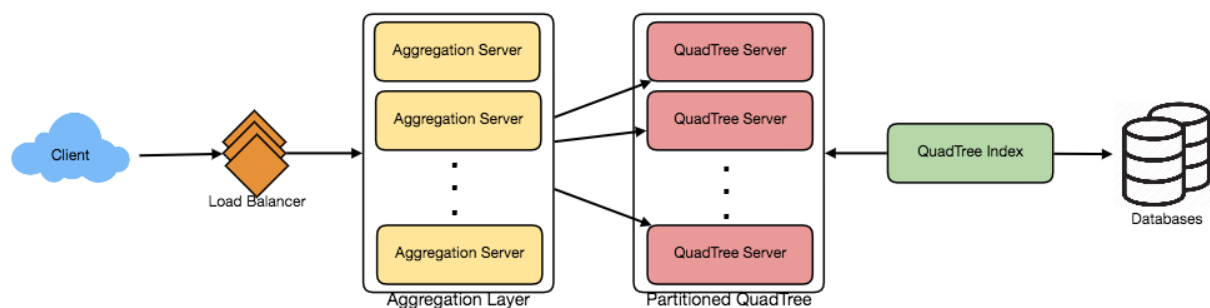 Client
Load Balancer
Aggregation Server
Aggregation Server
Aggregation Server
Aggregation Layer
QuadTree Server
QuadTree Server
QuadTree Server
Partitioned QuadTree
QuadTree Index
Databases